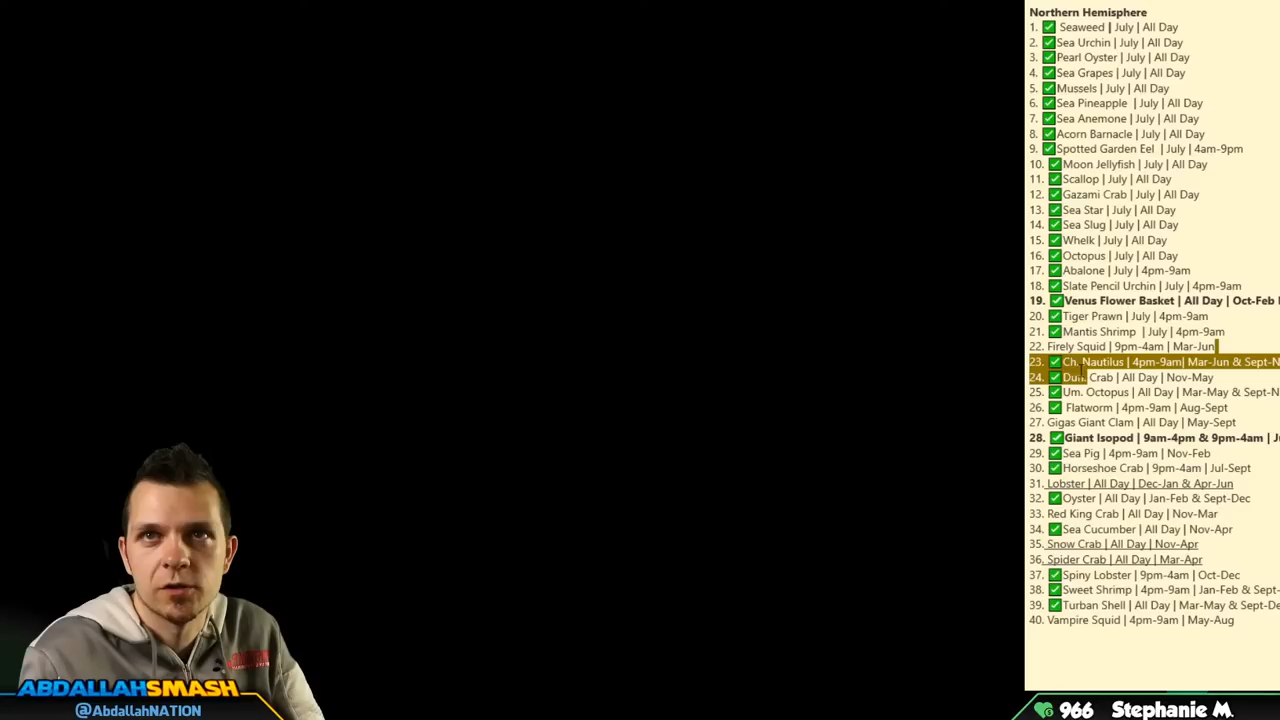 Northern Hemisphere
1. ✅ Seaweed | July | All Day
2. ✅Sea Urchin | July | All Day
3. ✅Pearl Oyster | July | All Day
4. ✅Sea Grapes | July | All Day
5. ✅Mussels | July | All Day
6. ✅Sea Pineapple | July | All Day
7. ✅Sea Anemone | July | All Day
8. ✅Acorn Barnacle | July | All Day
9. ✅Spotted Garden Eel | July | 4am-9pm
10. ✅Moon Jellyfish | July | All Day
11. ✅Scallop | July | All Day
12. ✅Gazami Crab | July | All Day
13. ✅Sea Star | July | All Day
14. ✅Sea Slug | July | All Day
15. ✅Whelk | July | All Day
16. ✅Octopus | July | All Day
17. ✅Abalone | July | 4pm-9am
18. ✅Slate Pencil Urchin | July | 4pm-9am
19. ✅Venus Flower Basket | All Day | Oct-Feb
20. ✅Tiger Prawn | July | 4pm-9am
21. ✅Mantis Shrimp | July | 4pm-9am
22. Firely Squid | 9pm-4am | Mar-Jun
23. ✅Ch. Nautilus | 4pm-9am| Mar-Jun & Sept-N
24. ✅Dun. Crab | All Day | Nov-May
25. ✅Um. Octopus | All Day | Mar-May & Sept-N
26. ✅ Flatworm | 4pm-9am | Aug-Sept
27. Gigas Giant Clam | All Day | May-Sept
28. ✅Giant Isopod | 9am-4pm & 9pm-4am | Ju
29. ✅Sea Pig | 4pm-9am | Nov-Feb
30. ✅Horseshoe Crab | 9pm-4am | Jul-Sept
31. Lobster | All Day | Dec-Jan & Apr-Jun
32. ✅Oyster | All Day | Jan-Feb & Sept-Dec
33. Red King Crab | All Day | Nov-Mar
34. ✅Sea Cucumber | All Day | Nov-Apr
35. Snow Crab | All Day | Nov-Apr
36. Spider Crab | All Day | Mar-Apr
37. ✅Spiny Lobster | 9pm-4am | Oct-Dec
38. ✅Sweet Shrimp | 4pm-9am | Jan-Feb & Sept-
39. ✅Turban Shell | All Day | Mar-May & Sept-De
40. Vampire Squid | 4pm-9am | May-Aug
ABDALLAHSMASH
@AbdallahNATION
966 Stephanie M.